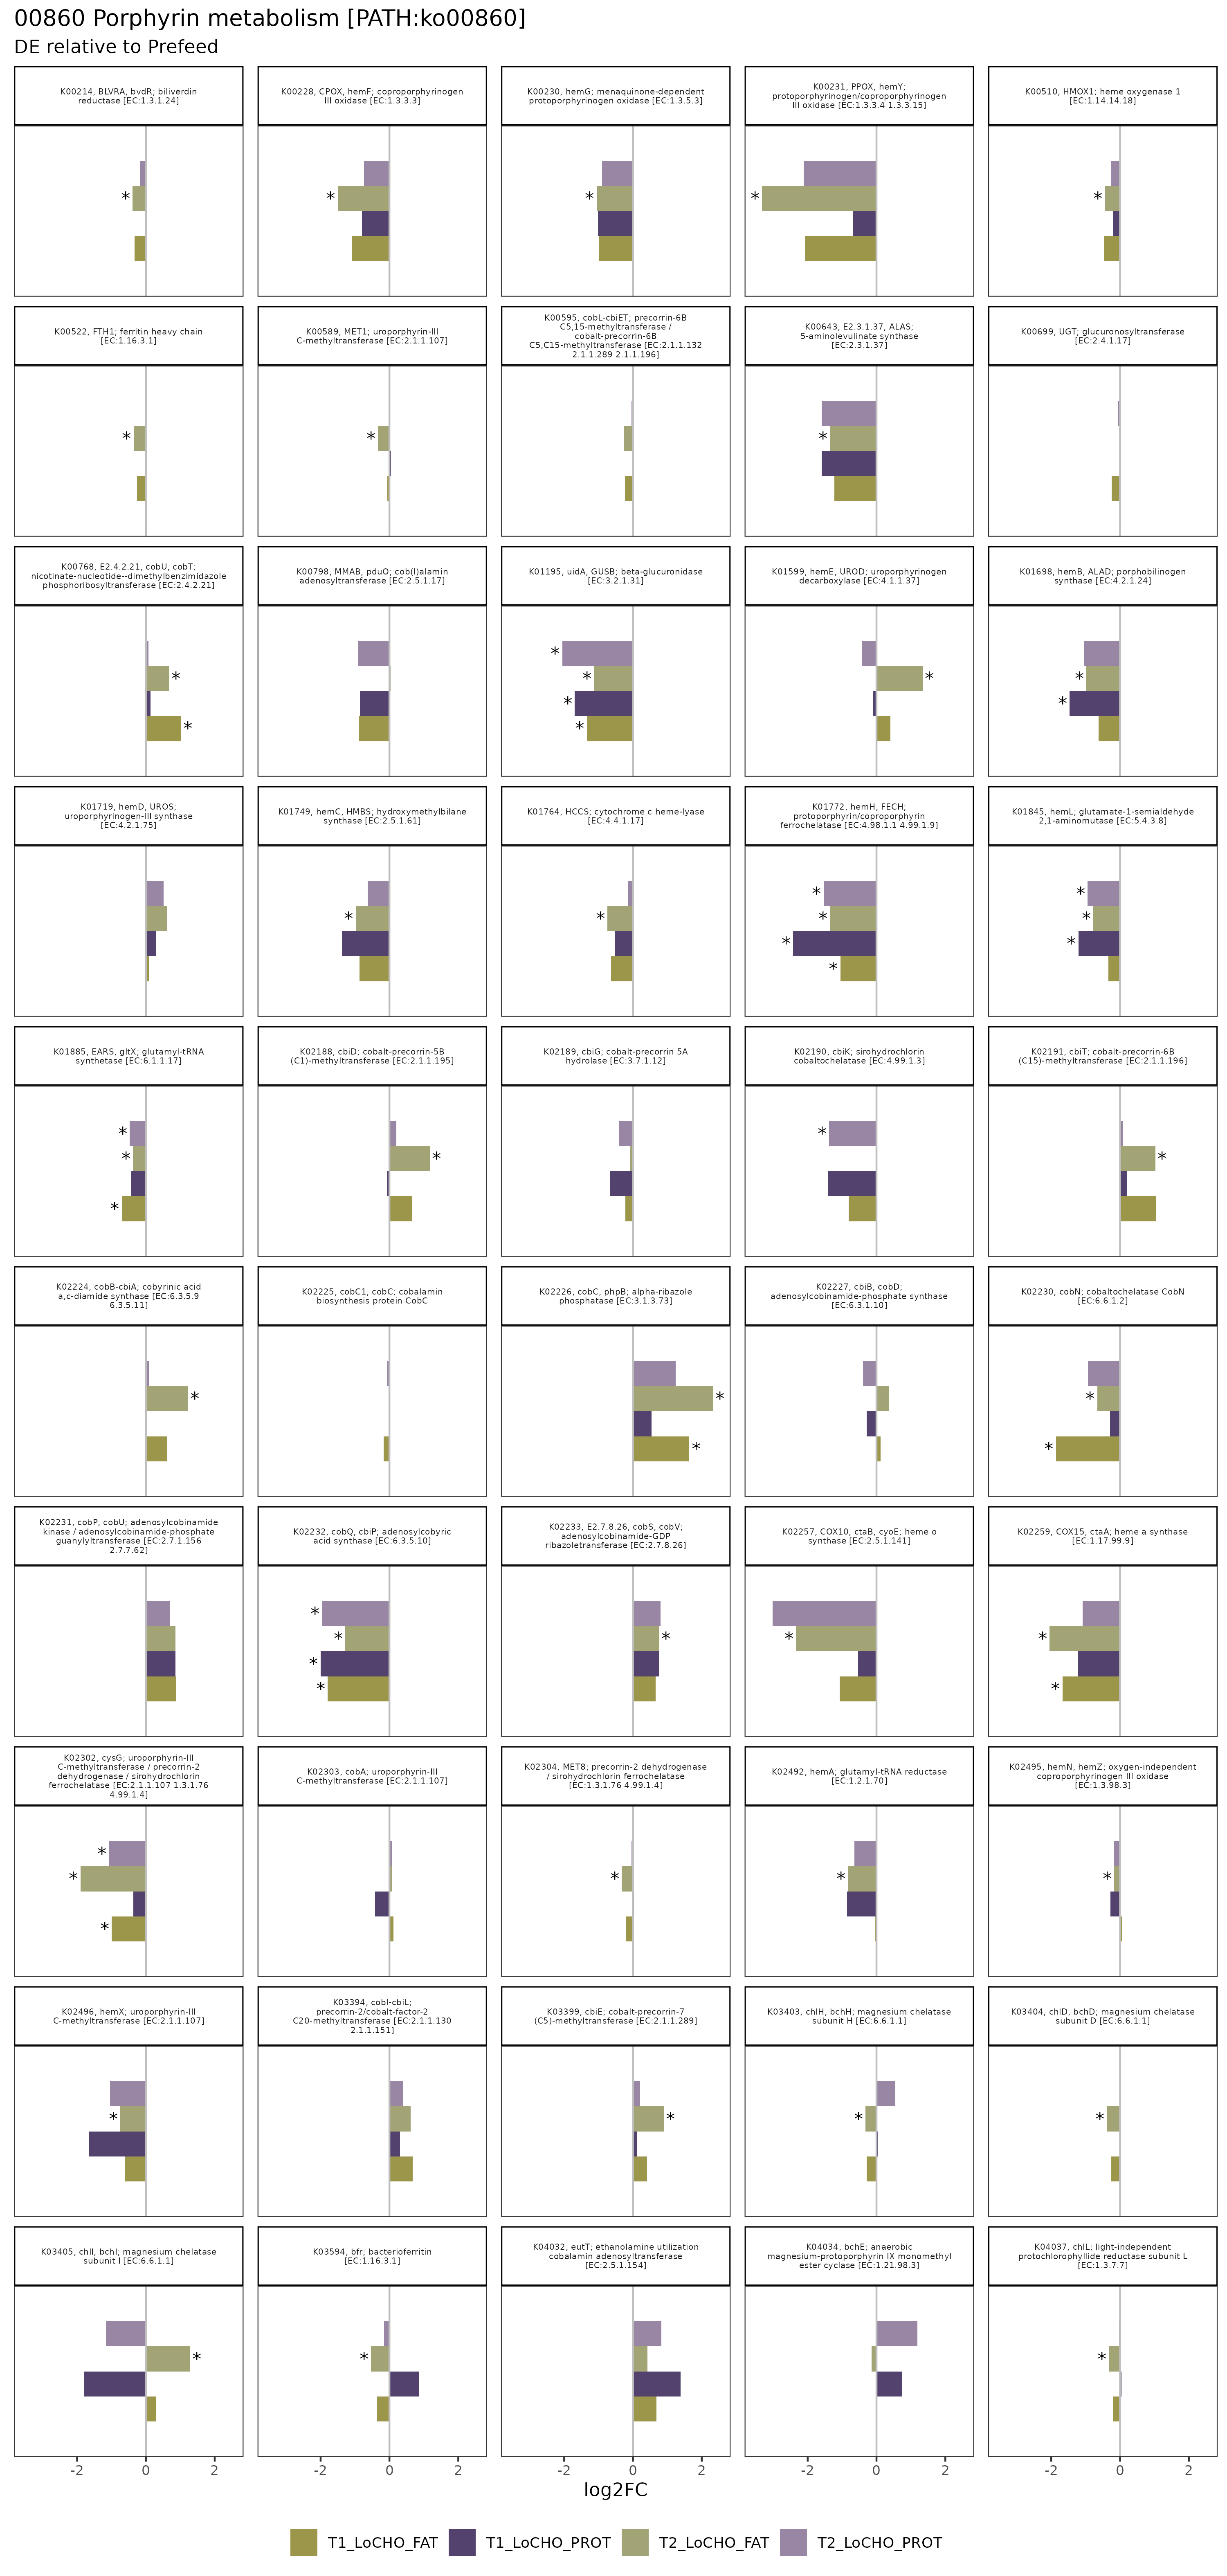 00860 Porphyrin metabolism [PATH:ko00860]
DE relative to Prefeed
K00214, BLVRA, bvdR; biliverdin
reductase [EC:1.3.1.24]
K00228, CPOX, hemF; coproporphyrinogen
III oxidase [EC:1.3.3.3]
K00230, hemG; menaquinone-dependent
protoporphyrinogen oxidase [EC:1.3.5.3]
K00231, PPOX, hemY;
protoporphyrinogen/coproporphyrinogen
III oxidase [EC:1.3.3.4 1.3.3.15]
K00510, HMOX1; heme oxygenase 1
[EC:1.14.14.18]
*
*
*
*
*
K00522, FTH1; ferritin heavy chain
[EC:1.16.3.1]
K00589, MET1; uroporphyrin-III
C-methyltransferase [EC:2.1.1.107]
K00595, cobL-cbiET; precorrin-6B
C5,15-methyltransferase /
cobalt-precorrin-6B
C5,C15-methyltransferase [EC:2.1.1.132
2.1.1.289 2.1.1.196]
K00643, E2.3.1.37, ALAS;
5-aminolevulinate synthase
[EC:2.3.1.37]
K00699, UGT; glucuronosyltransferase
[EC:2.4.1.17]
*
*
*
K00768, E2.4.2.21, cobU, cobT;
nicotinate-nucleotide--dimethylbenzimidazole
phosphoribosyltransferase [EC:2.4.2.21]
K00798, MMAB, pduO; cob(I)alamin
adenosyltransferase [EC:2.5.1.17]
K01195, uidA, GUSB; beta-glucuronidase
[EC:3.2.1.31]
K01599, hemE, UROD; uroporphyrinogen
decarboxylase [EC:4.1.1.37]
K01698, hemB, ALAD; porphobilinogen
synthase [EC:4.2.1.24]
*
*
*
*
*
*
*
*
*
K01719, hemD, UROS;
uroporphyrinogen-III synthase
[EC:4.2.1.75]
K01749, hemC, HMBS; hydroxymethylbilane
synthase [EC:2.5.1.61]
K01764, HCCS; cytochrome c heme-lyase
[EC:4.4.1.17]
K01772, hemH, FECH;
protoporphyrin/coproporphyrin
ferrochelatase [EC:4.98.1.1 4.99.1.9]
K01845, hemL; glutamate-1-semialdehyde
2,1-aminomutase [EC:5.4.3.8]
*
*
*
*
*
*
*
*
*
K01885, EARS, gltX; glutamyl-tRNA
synthetase [EC:6.1.1.17]
K02188, cbiD; cobalt-precorrin-5B
(C1)-methyltransferase [EC:2.1.1.195]
K02189, cbiG; cobalt-precorrin 5A
hydrolase [EC:3.7.1.12]
K02190, cbiK; sirohydrochlorin
cobaltochelatase [EC:4.99.1.3]
K02191, cbiT; cobalt-precorrin-6B
(C15)-methyltransferase [EC:2.1.1.196]
*
*
*
*
*
*
K02224, cobB-cbiA; cobyrinic acid
a,c-diamide synthase [EC:6.3.5.9
6.3.5.11]
K02225, cobC1, cobC; cobalamin
biosynthesis protein CobC
K02226, cobC, phpB; alpha-ribazole
phosphatase [EC:3.1.3.73]
K02227, cbiB, cobD;
adenosylcobinamide-phosphate synthase
[EC:6.3.1.10]
K02230, cobN; cobaltochelatase CobN
[EC:6.6.1.2]
*
*
*
*
*
K02231, cobP, cobU; adenosylcobinamide
kinase / adenosylcobinamide-phosphate
guanylyltransferase [EC:2.7.1.156
2.7.7.62]
K02232, cobQ, cbiP; adenosylcobyric
acid synthase [EC:6.3.5.10]
K02233, E2.7.8.26, cobS, cobV;
adenosylcobinamide-GDP
ribazoletransferase [EC:2.7.8.26]
K02257, COX10, ctaB, cyoE; heme o
synthase [EC:2.5.1.141]
K02259, COX15, ctaA; heme a synthase
[EC:1.17.99.9]
*
*
*
*
*
*
*
*
K02302, cysG; uroporphyrin-III
C-methyltransferase / precorrin-2
dehydrogenase / sirohydrochlorin
ferrochelatase [EC:2.1.1.107 1.3.1.76
4.99.1.4]
K02303, cobA; uroporphyrin-III
C-methyltransferase [EC:2.1.1.107]
K02304, MET8; precorrin-2 dehydrogenase
/ sirohydrochlorin ferrochelatase
[EC:1.3.1.76 4.99.1.4]
K02492, hemA; glutamyl-tRNA reductase
[EC:1.2.1.70]
K02495, hemN, hemZ; oxygen-independent
coproporphyrinogen III oxidase
[EC:1.3.98.3]
*
*
*
*
*
*
K02496, hemX; uroporphyrin-III
C-methyltransferase [EC:2.1.1.107]
K03394, cobI-cbiL;
precorrin-2/cobalt-factor-2
C20-methyltransferase [EC:2.1.1.130
2.1.1.151]
K03399, cbiE; cobalt-precorrin-7
(C5)-methyltransferase [EC:2.1.1.289]
K03403, chlH, bchH; magnesium chelatase
subunit H [EC:6.6.1.1]
K03404, chlD, bchD; magnesium chelatase
subunit D [EC:6.6.1.1]
*
*
*
*
K03405, chlI, bchI; magnesium chelatase
subunit I [EC:6.6.1.1]
K03594, bfr; bacterioferritin
[EC:1.16.3.1]
K04032, eutT; ethanolamine utilization
cobalamin adenosyltransferase
[EC:2.5.1.154]
K04034, bchE; anaerobic
magnesium-protoporphyrin IX monomethyl
ester cyclase [EC:1.21.98.3]
K04037, chlL; light-independent
protochlorophyllide reductase subunit L
[EC:1.3.7.7]
*
*
*
-2 0 2
-2 0 2
-2 0 2
-2 0 2
-2 0 2
log2FC
T1_LoCHO_FAT T1_LoCHO_PROT T2_LoCHO_FAT T2_LoCHO_PROT